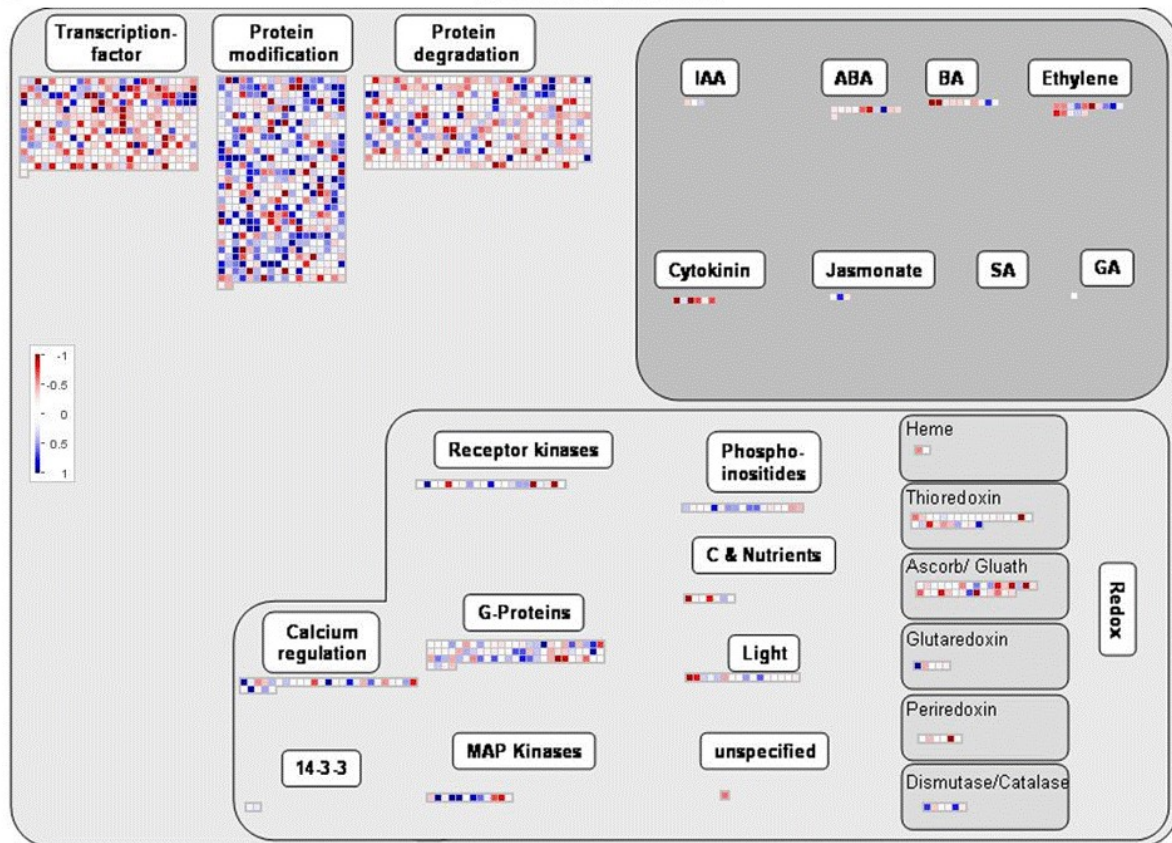 Transcription-
factor
Protein
modification
Protein
degradation
IAA
ABA
BA
Ethylene
Cytokinin
Jasmonate
SA
GA
-1
-0.5
0
0.5
1
Receptor kinases
Phospho-
inositides
C & Nutrients
G-Proteins
Calcium
regulation
Light
14-3-3
MAP Kinases
unspecified
Heme
Thioredoxin
Ascorb/ Gluath
Glutaredoxin
Periredoxin
Dismutase/Catalase
Redox